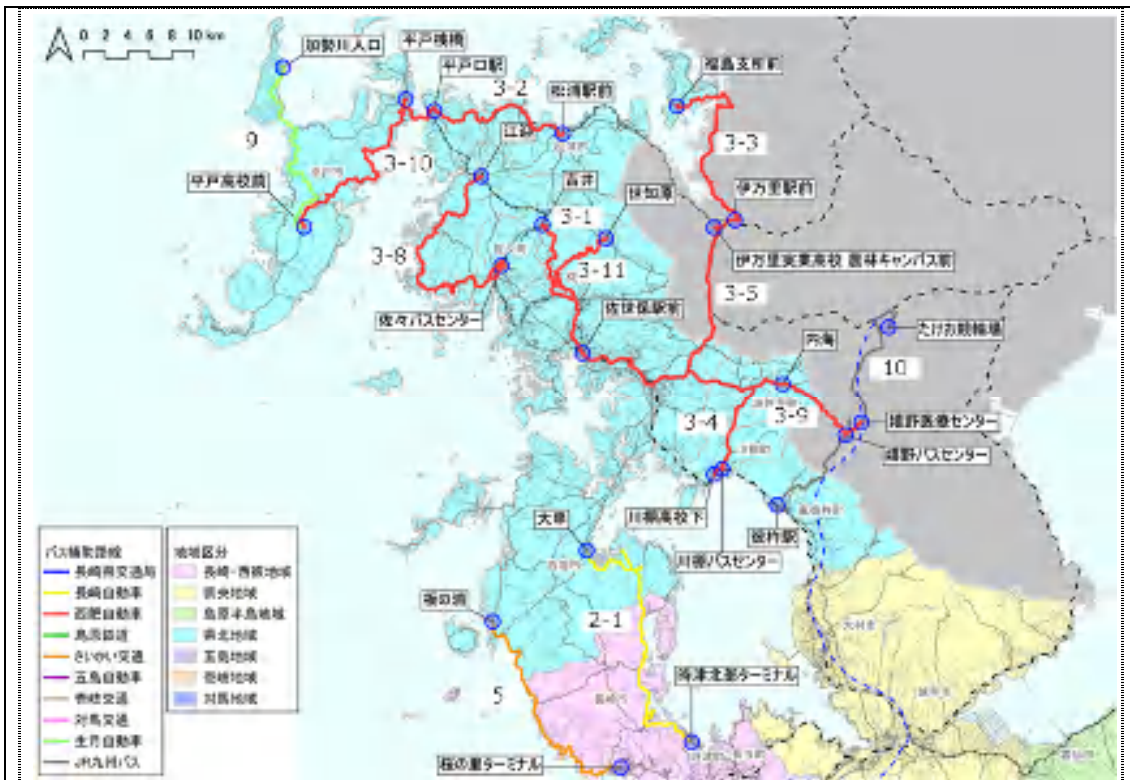 0 2 4 6 8 10 km
加勢川入口
平戸桟橋
平戸口駅
3-2
松浦駅前
福島支所前
江迎
9
3-3
3-10
平戸高校前
吉井
世知原
伊万里駅前
3-1
3-8
3-11
伊万里実業高校 農林キャンパス前
3-5
佐々バスセンター
佐世保駅前
たけお競輪場
内海
10
3-4
3-9
嬉野医療センター
嬉野バスセンター
川棚高校下
彼杵駅
大串
川棚バスセンター
板の浦
2-1
5
時津北部ターミナル
桜の里ターミナル
バス補助路線
長崎県交通局
長崎自動車
西肥自動車
島原鉄道
さいかい交通
五島自動車
壱岐交通
対馬交通
生月自動車
JR九州バス
地域区分
長崎・西彼地域
県央地域
島原半島地域
県北地域
五島地域
壱岐地域
対馬地域